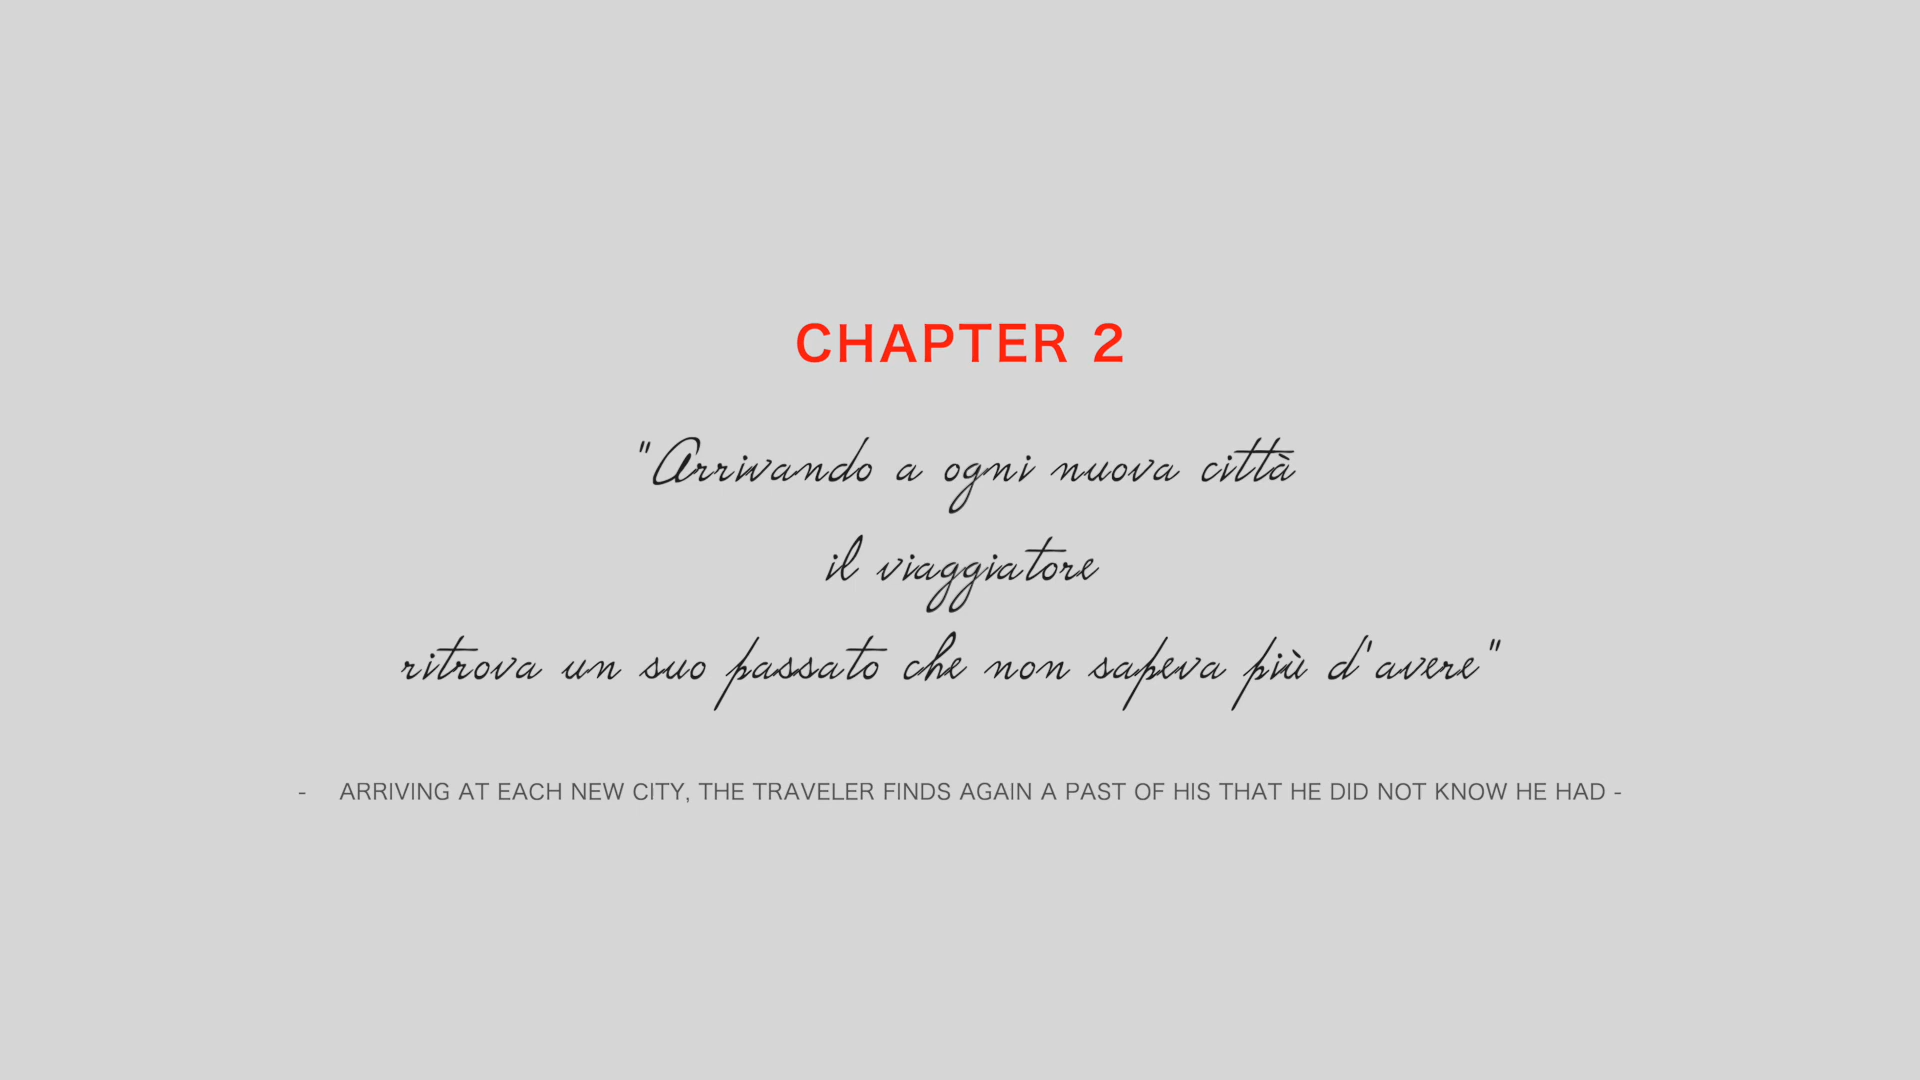 CHAPTER 2
"Arrivando a ogni nuova città
il viaggiatore
ritrova un suo passato che non sapeva più d'avere"
- ARRIVING AT EACH NEW CITY, THE TRAVELER FINDS AGAIN A PAST OF HIS THAT HE DID NOT KNOW HE HAD -